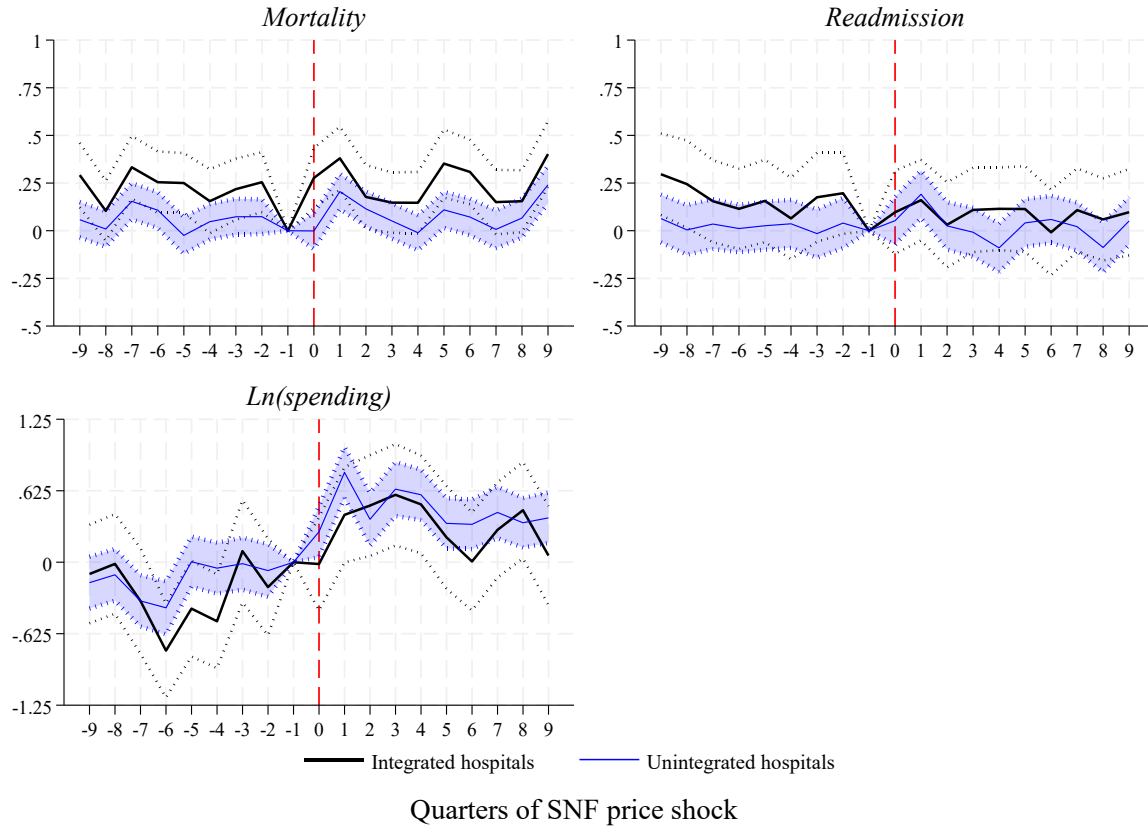 Mortality
1
.75
.5
.25
0
-.25
-.5
-9 -8 -7 -6 -5 -4 -3 -2 -1 0 1 2 3 4 5 6 7 8 9
Readmission
1
.75
.5
.25
0
-.25
-.5
-9 -8 -7 -6 -5 -4 -3 -2 -1 0 1 2 3 4 5 6 7 8 9
Ln(spending)
1.25
.625
0
-.625
-1.25
-9 -8 -7 -6 -5 -4 -3 -2 -1 0 1 2 3 4 5 6 7 8 9
Integrated hospitals Unintegrated hospitals
Quarters of SNF price shock